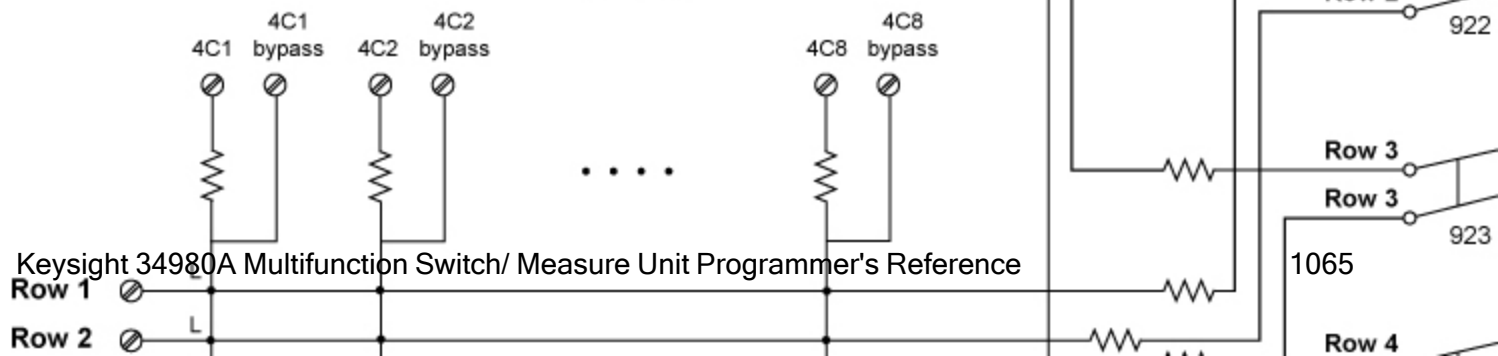 4C1
4C1 bypass
4C2
4C2 bypass
4C8
4C8 bypass
922
Row 3
Row 3
923
Keysight 34980A Multifunction Switch/ Measure Unit Programmer's Reference
1065
L
Row 1
L
Row 2
Row 4